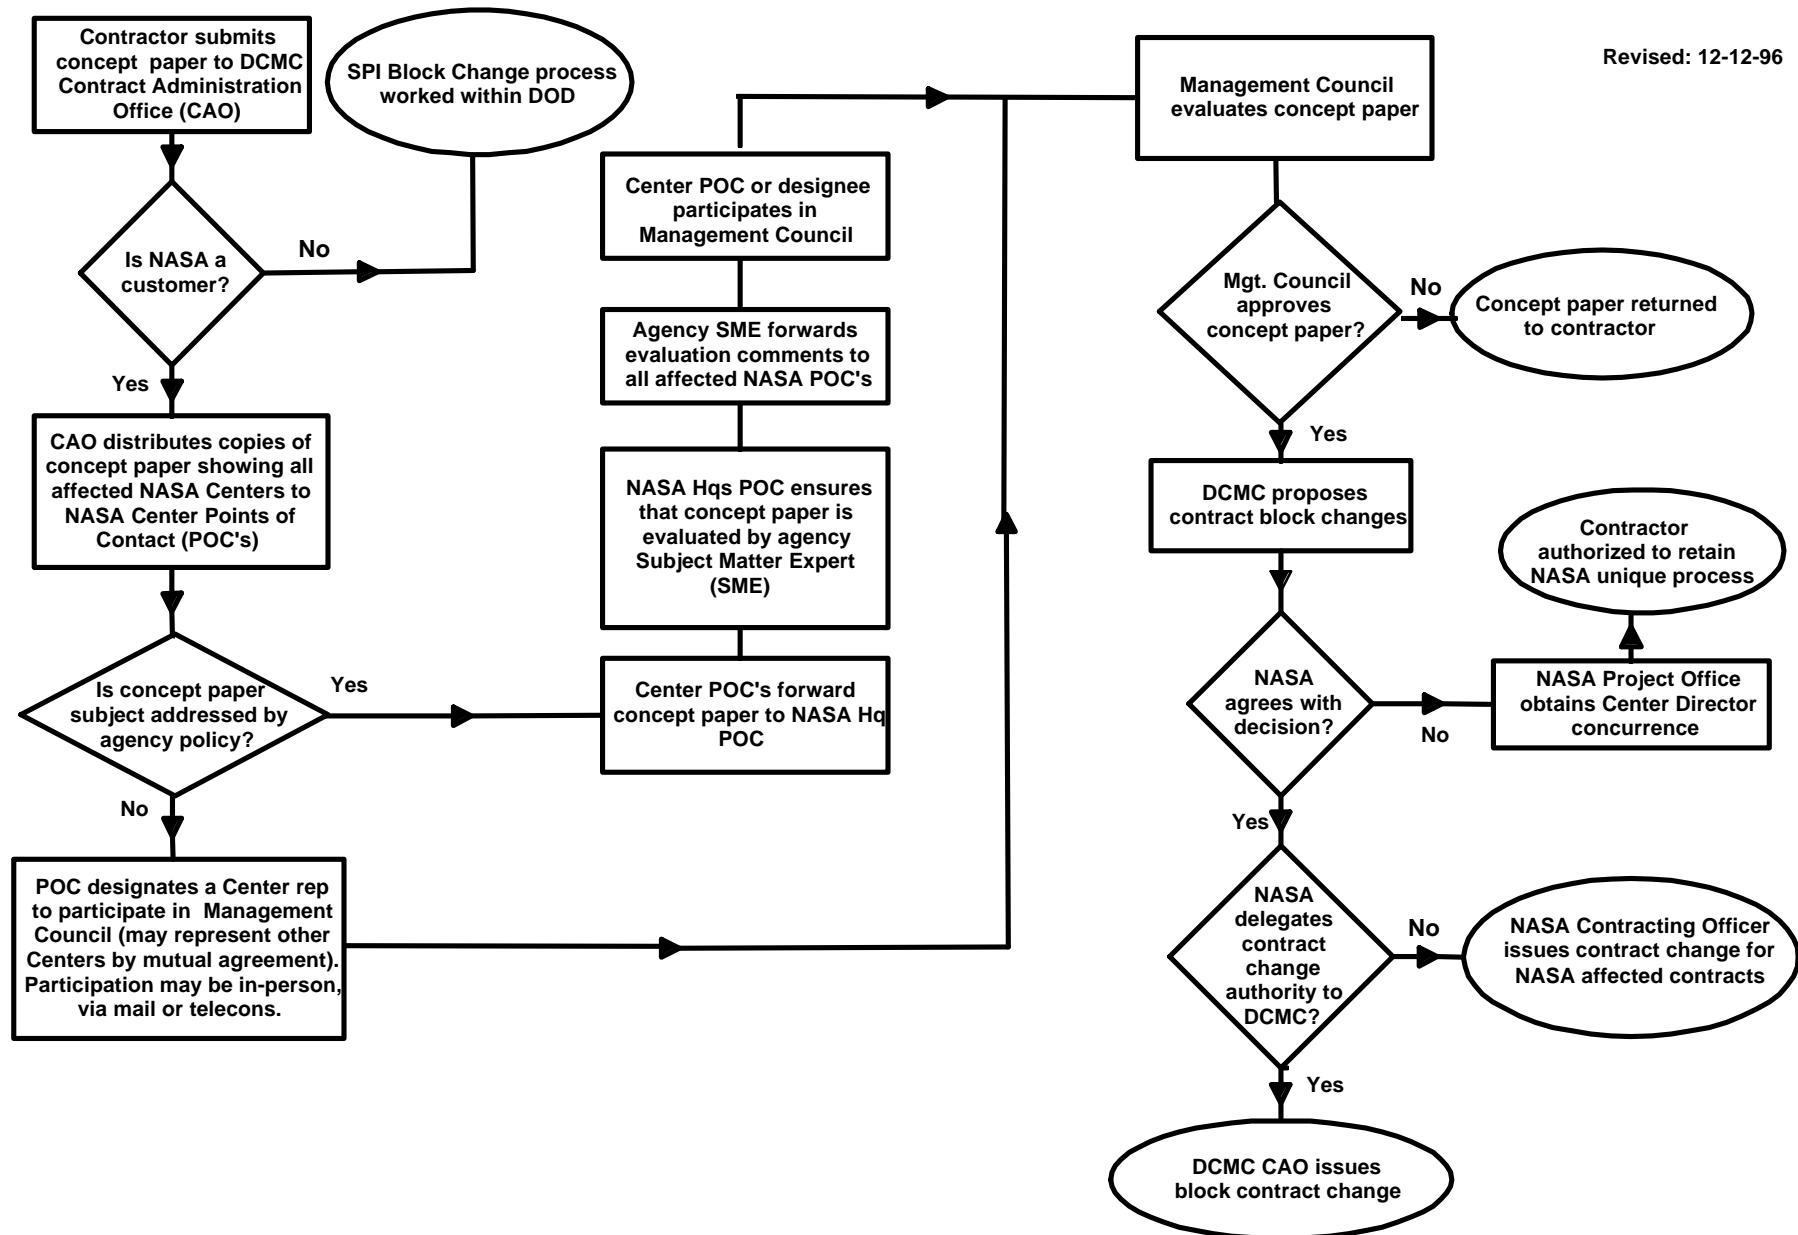 Contractor submits
concept paper to DCMC
Contract Administration
Office (CAO)
SPI Block Change process
worked within DOD
Is NASA a
customer?
No
Yes
CAO distributes copies of
concept paper showing all
affected NASA Centers to
NASA Center Points of
Contact (POC's)
Is concept paper
subject addressed by
agency policy?
Yes
No
POC designates a Center rep
to participate in Management
Council (may represent other
Centers by mutual agreement).
Participation may be in-person,
via mail or telecons.
Center POC or designee
participates in
Management Council
Agency SME forwards
evaluation comments to
all affected NASA POC's
NASA Hqs POC ensures
that concept paper is
evaluated by agency
Subject Matter Expert
(SME)
Center POC's forward
concept paper to NASA Hq
POC
Revised: 12-12-96
Management Council
evaluates concept paper
Mgt. Council
approves
concept paper?
No
Concept paper returned
to contractor
Yes
DCMC proposes
contract block changes
Contractor
authorized to retain
NASA unique process
NASA
agrees with
decision?
No
NASA Project Office
obtains Center Director
concurrence
Yes
NASA
delegates
contract
change
authority to
DCMC?
No
NASA Contracting Officer
issues contract change for
NASA affected contracts
Yes
DCMC CAO issues
block contract change